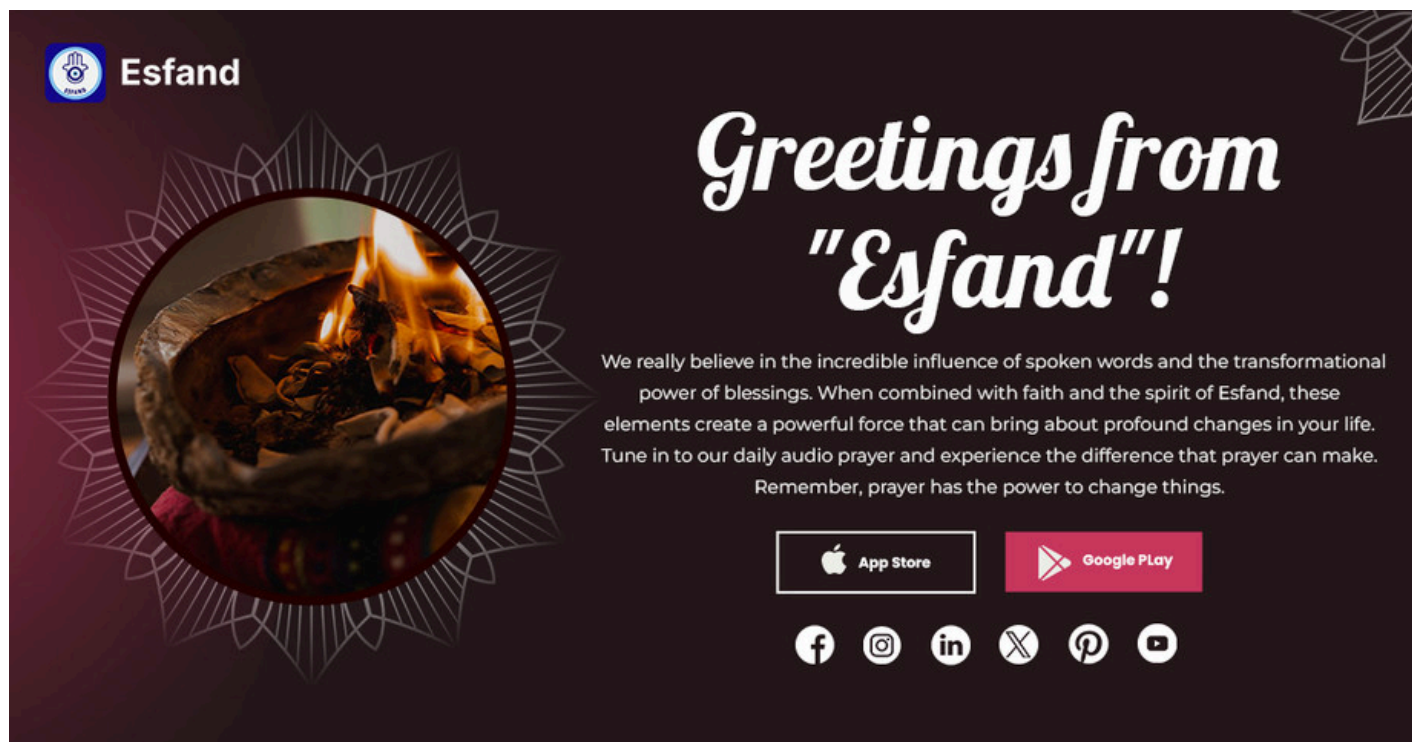 ESFAND
Esfand
Greetings from
"Esfand"!
We really believe in the incredible influence of spoken words and the transformational
power of blessings. When combined with faith and the spirit of Esfand, these
elements create a powerful force that can bring about profound changes in your life.
Tune in to our daily audio prayer and experience the difference that prayer can make.
Remember, prayer has the power to change things.
App Store
Google PLay